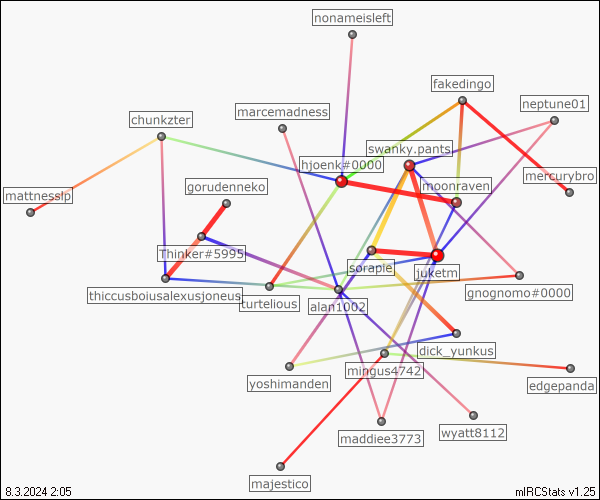 nonameisleft
fakedingo
neptune01
marcemadness
chunkzter
swanky.pants
hjoenk#0000
mercurybro
moonraven
gorudenneko
mattnesslp
Thinker#5995
sorapie
juketm
thiccusboiusalexusjoneus
gnognomo#0000
turtelious
alan1002
dick_yunkus
mingus4742
yoshimanden
edgepanda
wyatt8112
maddiee3773
majestico
8.3.2024 2:05
mIRCStats v1.25